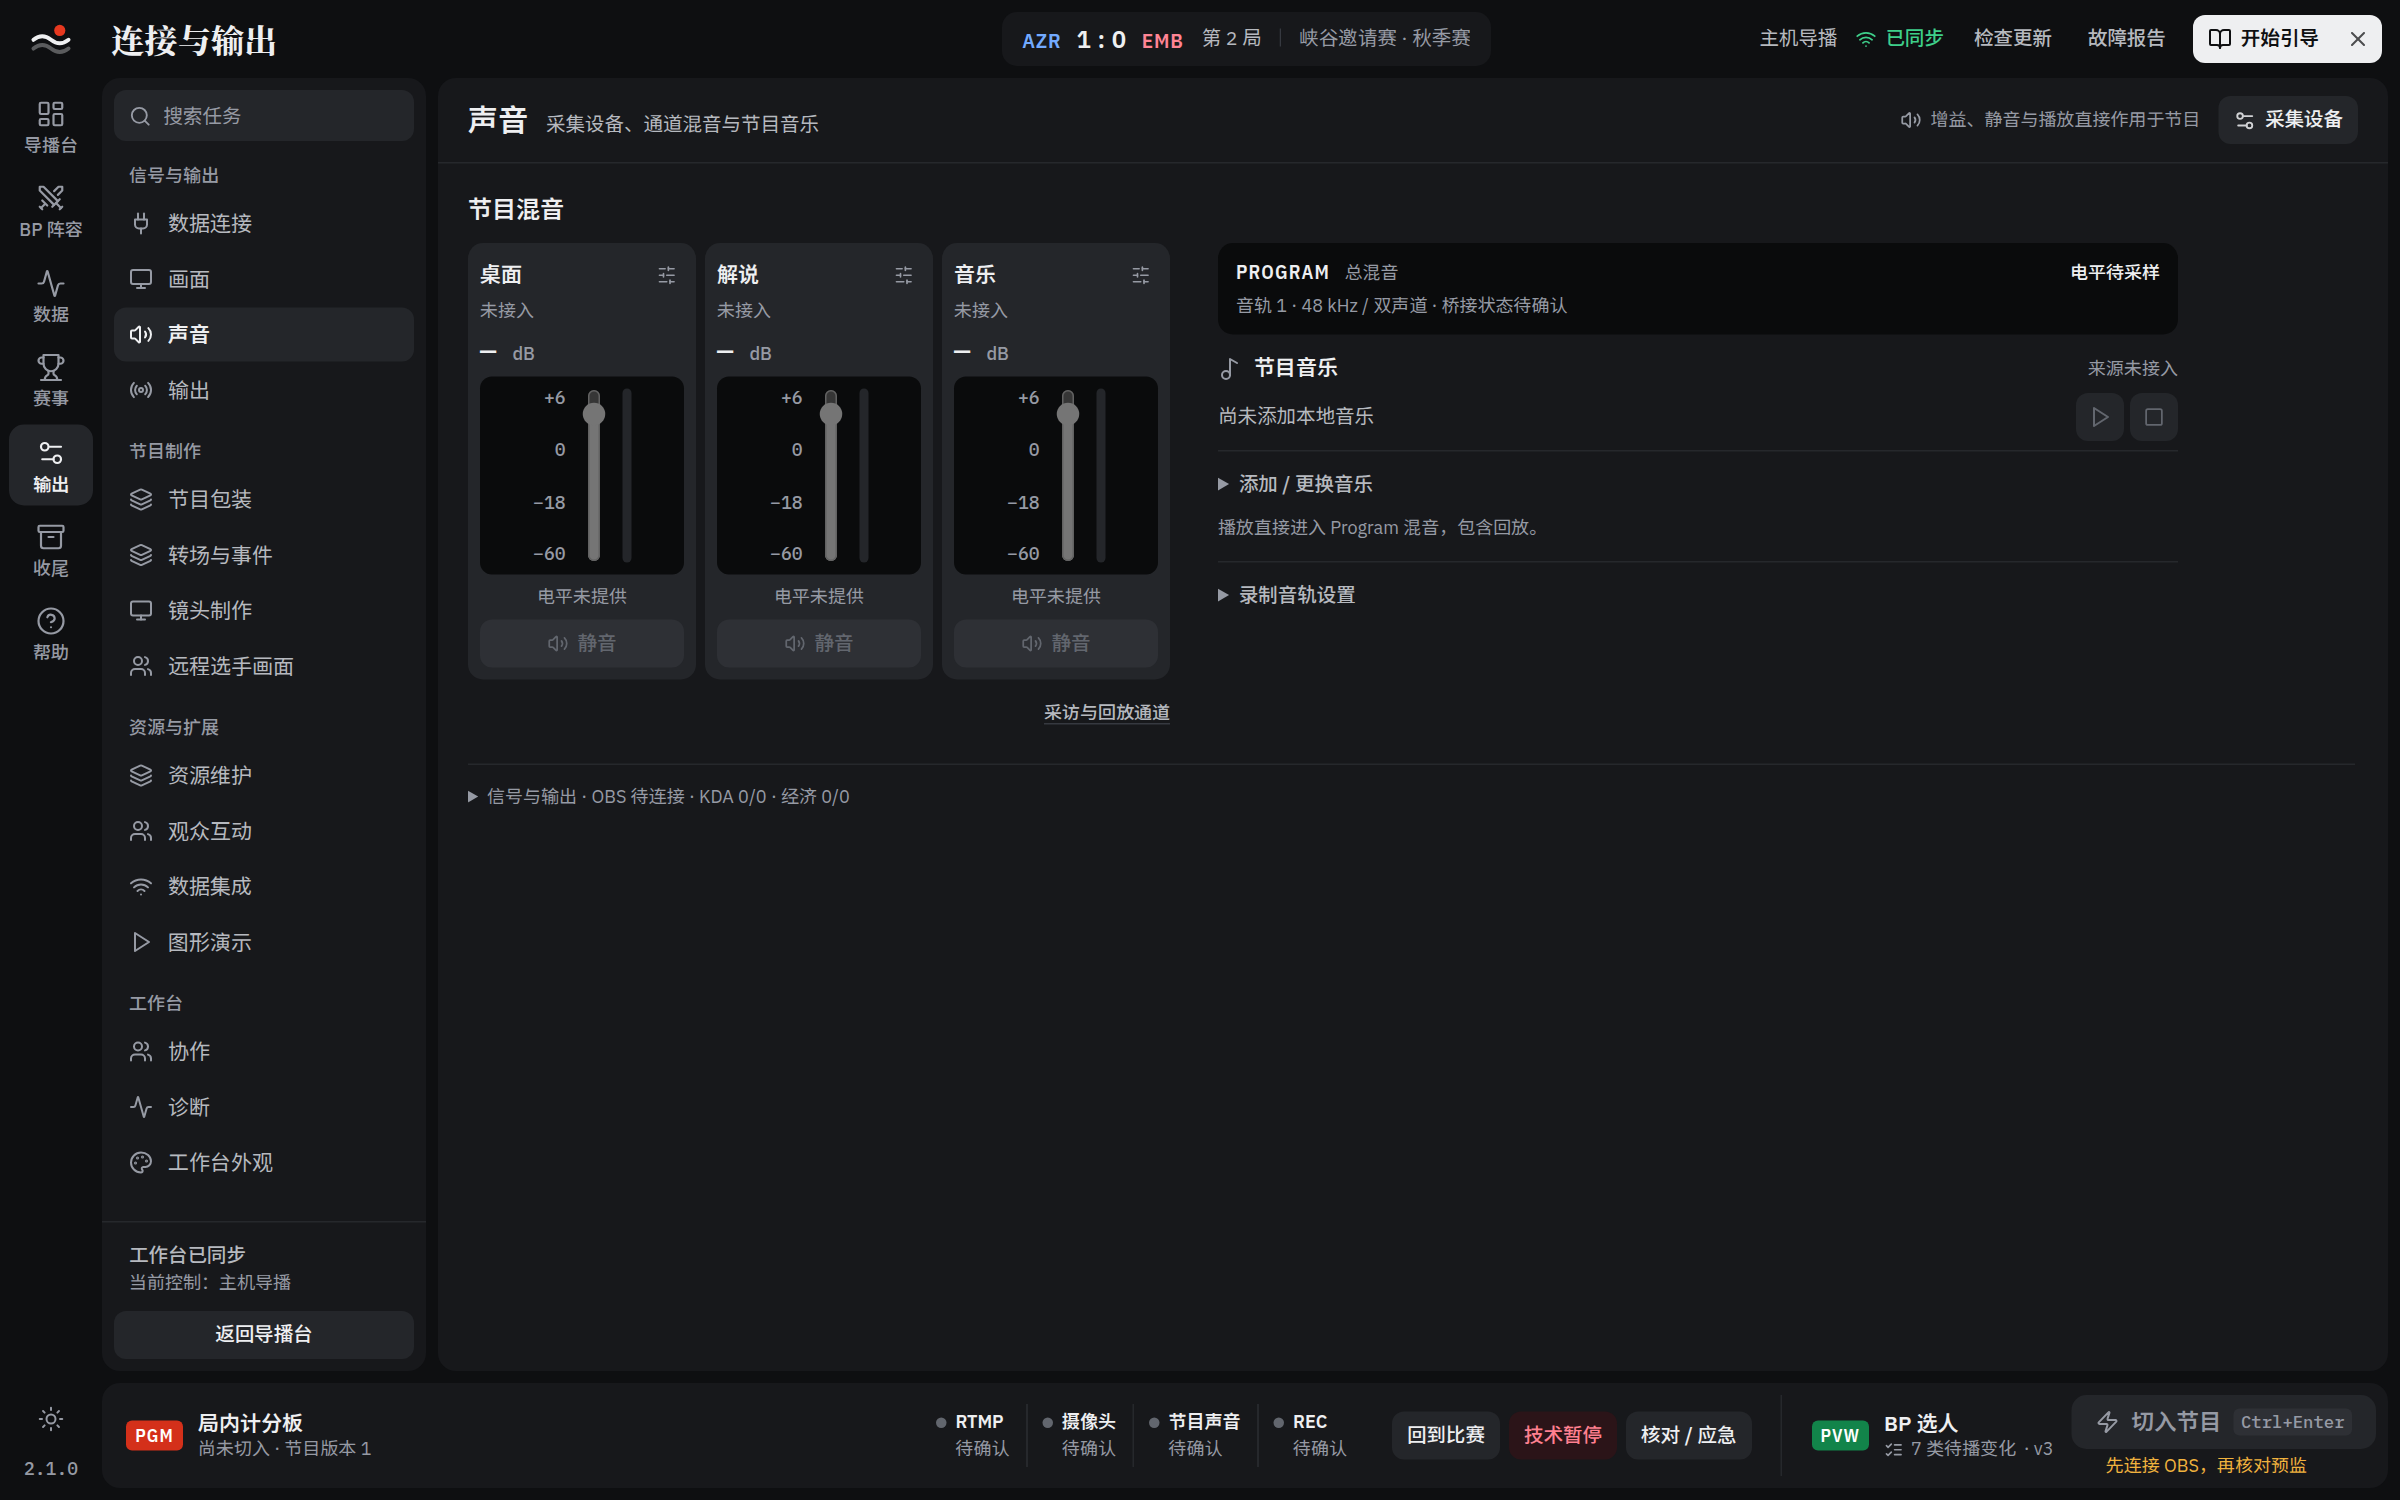 连接与输出
AZR 1 : 0 EMB 第 2 局 峡谷邀请赛 · 秋季赛
主机导播 已同步 检查更新 故障报告 开始引导
导播台
BP 阵容
数据
赛事
输出
收尾
帮助
2.1.0
搜索任务
信号与输出
数据连接
画面
声音
输出
节目制作
节目包装
转场与事件
镜头制作
远程选手画面
资源与扩展
资源维护
观众互动
数据集成
图形演示
工作台
协作
诊断
工作台外观
工作台已同步
当前控制：主机导播
返回导播台
声音 采集设备、通道混音与节目音乐
增益、静音与播放直接作用于节目 采集设备
节目混音
桌面
未接入
– dB
+6
0
−18
−60
电平未提供
静音
解说
未接入
– dB
+6
0
−18
−60
电平未提供
静音
音乐
未接入
– dB
+6
0
−18
−60
电平未提供
静音
采访与回放通道
PROGRAM 总混音 电平待采样
音轨 1 · 48 kHz / 双声道 · 桥接状态待确认
节目音乐 来源未接入
尚未添加本地音乐
添加 / 更换音乐
播放直接进入 Program 混音，包含回放。
录制音轨设置
信号与输出 · OBS 待连接 · KDA 0/0 · 经济 0/0
PGM 局内计分板
尚未切入 · 节目版本 1
RTMP
待确认
摄像头
待确认
节目声音
待确认
REC
待确认
回到比赛 技术暂停 核对 / 应急
PVW BP 选人
7 类待播变化 · v3
切入节目 Ctrl+Enter
先连接 OBS，再核对预监